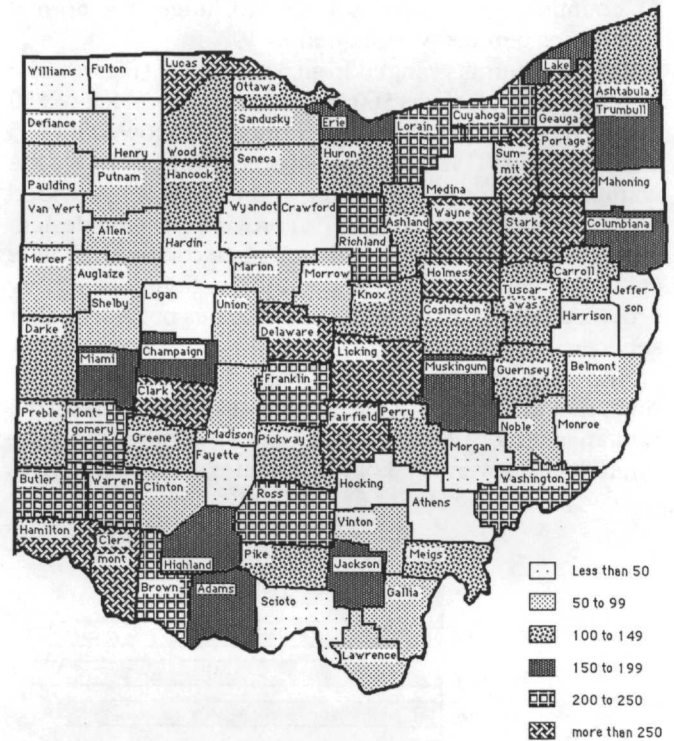 Williams
Fulton
Lucas
Ottawa
Lake
Ashtabula
Defiance
Henry
Wood
Sandusky
Erie
Lorain
Cuyahoga
Geauga
Trumbull
Paulding
Putnam
Hancock
Seneca
Huron
Medina
Sum-
mit
Portage
Mahoning
Van Wert
Allen
Wyandot
Crawford
Richland
Ashland
Wayne
Stark
Columbiana
Mercer
Auglaize
Hardin
Marion
Morrow
Knox
Holmes
Tuscar-
awas
Carroll
Jeffer-
son
Shelby
Logan
Union
Delaware
Coshocton
Harrison
Darke
Miami
Champaign
Clark
Franklin
Licking
Muskingum
Guernsey
Belmont
Preble
Mont-
gomery
Greene
Madison
Pickway
Fairfield
Perry
Morgan
Noble
Monroe
Butler
Warren
Clinton
Fayette
Ross
Hocking
Athens
Washington
Hamilton
Cler-
mont
Brown
Highland
Adams
Pike
Scioto
Vinton
Jackson
Meigs
Gallia
Lawrence
Less than 50
50 to 99
100 to 149
150 to 199
200 to 250
more than 250